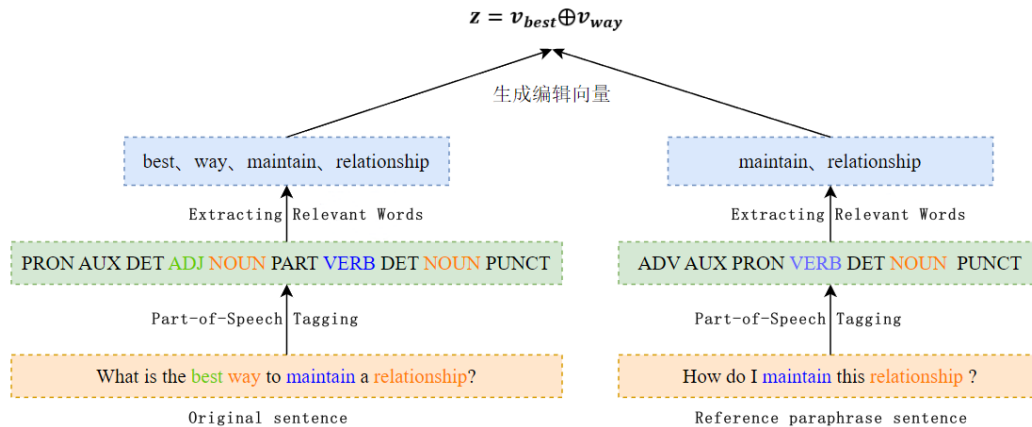 z = v_best⊕v_way
生成编辑向量
best、way、maintain、relationship
maintain、relationship
Extracting Relevant Words
Extracting Relevant Words
PRON AUX DET ADJ NOUN PART VERB DET NOUN PUNCT
ADV AUX PRON VERB DET NOUN PUNCT
Part-of-Speech Tagging
Part-of-Speech Tagging
What is the best way to maintain a relationship?
How do I maintain this relationship ?
Original sentence
Reference paraphrase sentence